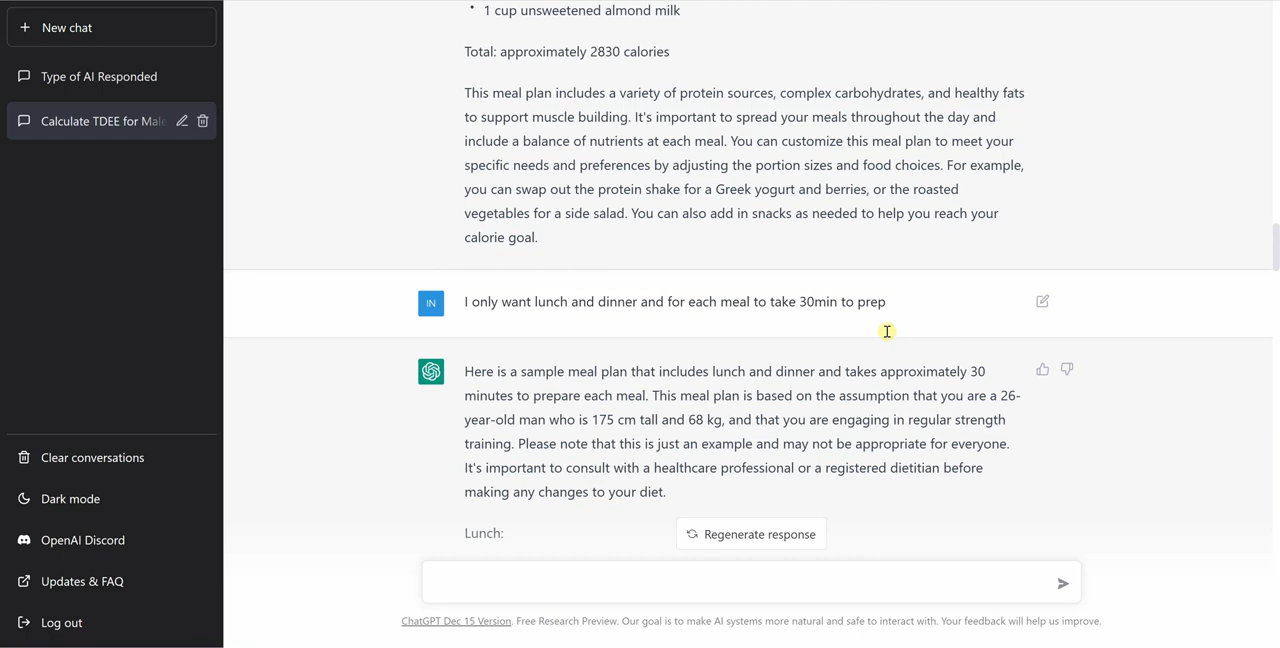 New chat
Type of AI Responded
Calculate TDEE for Male
Clear conversations
Dark mode
OpenAI Discord
Updates & FAQ
Log out
• 1 cup unsweetened almond milk
Total: approximately 2830 calories
This meal plan includes a variety of protein sources, complex carbohydrates, and healthy fats
to support muscle building. It's important to spread your meals throughout the day and
include a balance of nutrients at each meal. You can customize this meal plan to meet your
specific needs and preferences by adjusting the portion sizes and food choices. For example,
you can swap out the protein shake for a Greek yogurt and berries, or the roasted
vegetables for a side salad. You can also add in snacks as needed to help you reach your
calorie goal.
IN
I only want lunch and dinner and for each meal to take 30min to prep
Here is a sample meal plan that includes lunch and dinner and takes approximately 30
minutes to prepare each meal. This meal plan is based on the assumption that you are a 26-
year-old man who is 175 cm tall and 68 kg, and that you are engaging in regular strength
training. Please note that this is just an example and may not be appropriate for everyone.
It's important to consult with a healthcare professional or a registered dietitian before
making any changes to your diet.
Lunch:
Regenerate response
ChatGPT Dec 15 Version. Free Research Preview. Our goal is to make AI systems more natural and safe to interact with. Your feedback will help us improve.